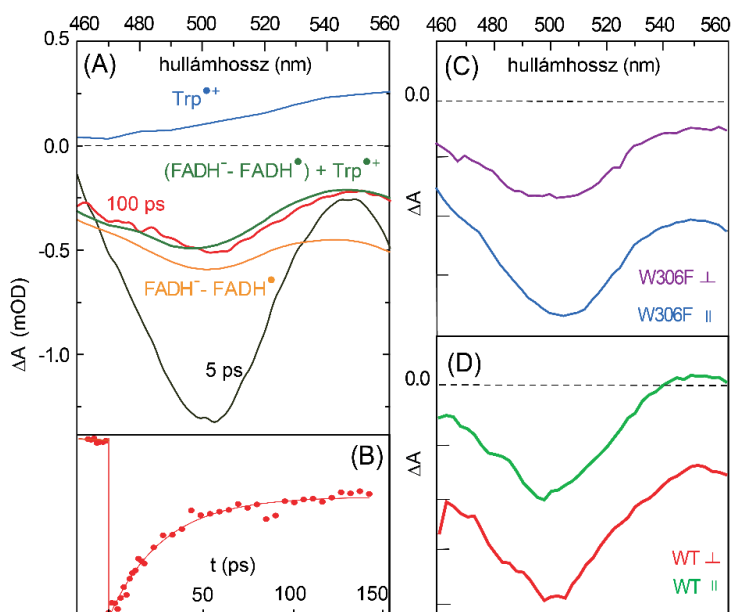 460 480 500 520 540 560
0.5
(A)
hullámhossz (nm)
Trp●+
0.0
(FADH⁻- FADH●) + Trp●+
100 ps
-0.5
FADH⁻- FADH●
ΔA (mOD)
-1.0
5 ps
(B)
t (ps)
50 100 150
460 480 500 520 540 560
(C)
hullámhossz (nm)
0.0
ΔA
W306F ⊥
W306F ||
(D)
0.0
ΔA
WT ⊥
WT ||